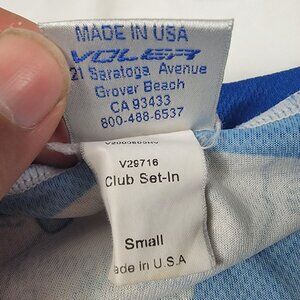 MADE IN USA
VOLER
21 Saratoga Avenue
Grover Beach
CA 93433
800-488-6537
V29716
Club Set-In
Small
ade in U.S.A